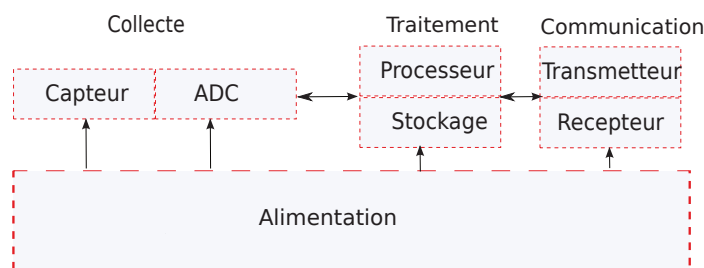 Collecte
Traitement
Communication
Capteur
ADC
Processeur
Transmetteur
Stockage
Recepteur
Alimentation